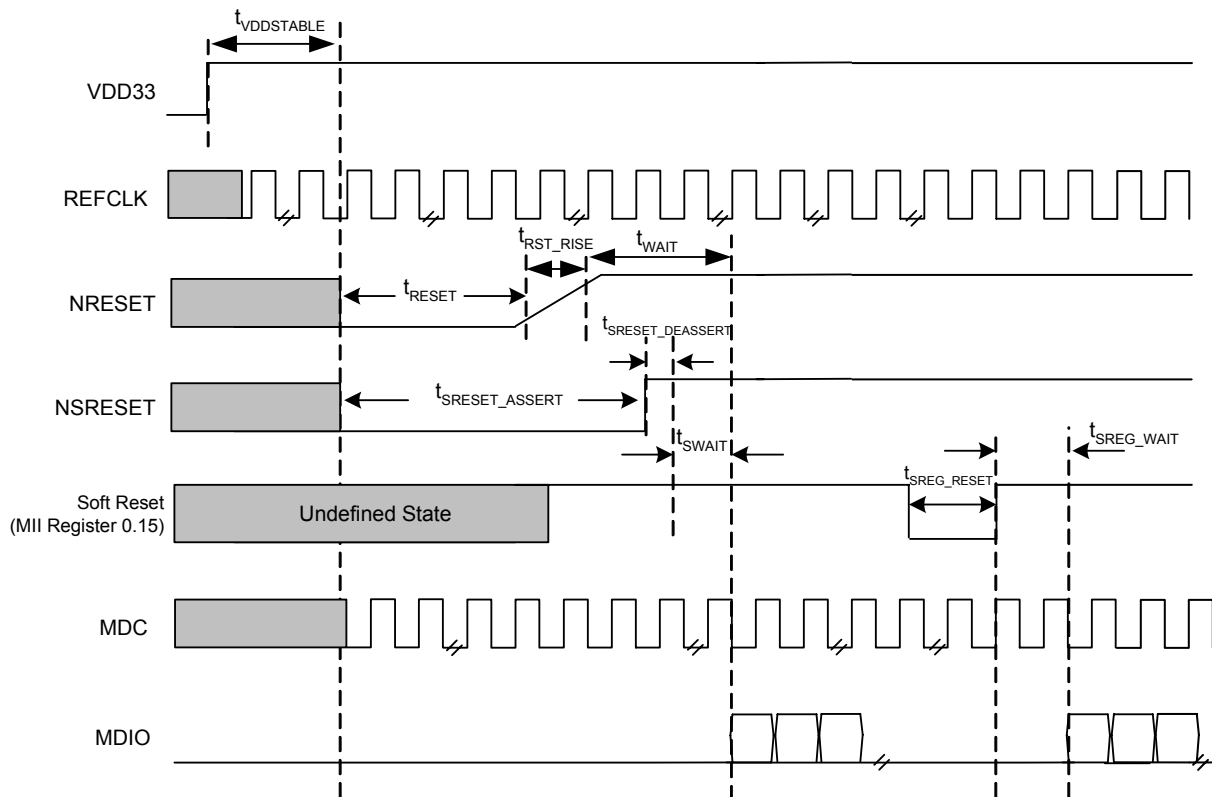 tVDDSTABLE
VDD33
REFCLK
tRST_RISE
tWAIT
NRESET
tRESET
tSRESET_DEASSERT
NSRESET
tSRESET_ASSERT
tSWAIT
tSREG_WAIT
tSREG_RESET
Soft Reset
(MII Register 0.15)
Undefined State
MDC
MDIO